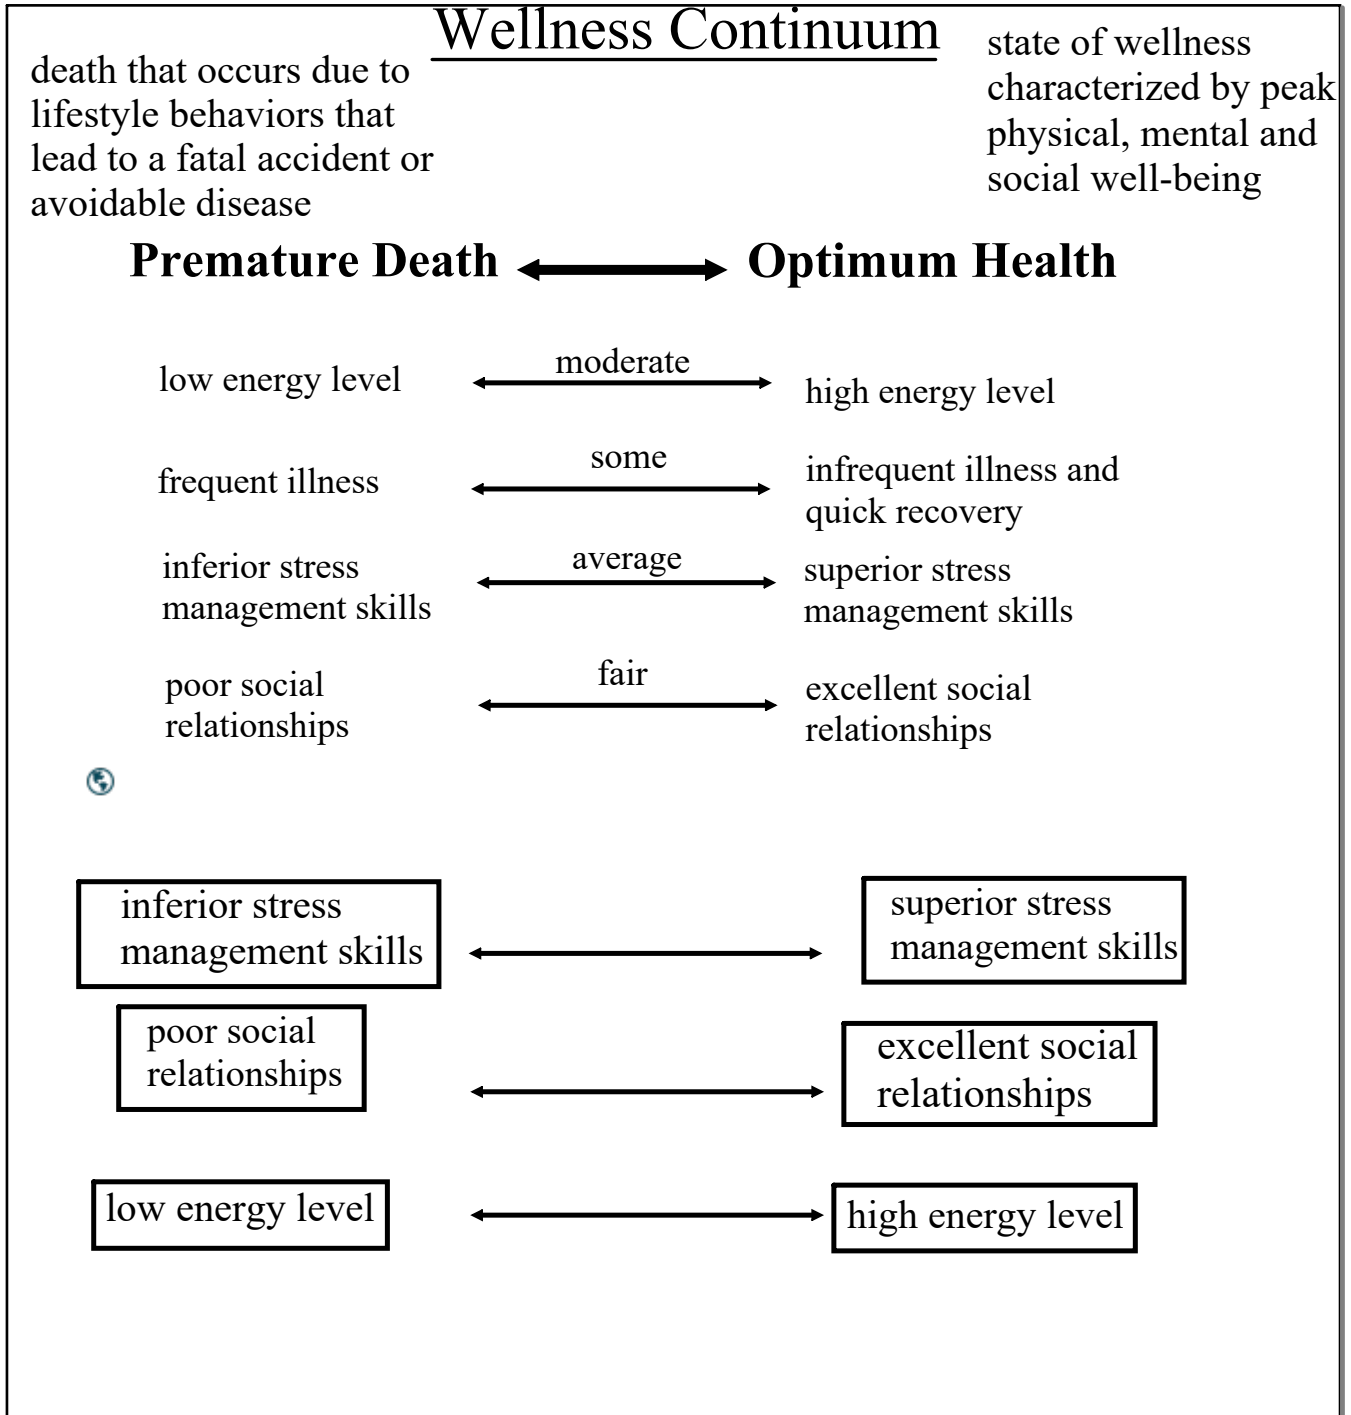 Wellness Continuum
death that occurs due to
lifestyle behaviors that
lead to a fatal accident or
avoidable disease
state of wellness
characterized by peak
physical, mental and
social well-being
Premature Death
Optimum Health
low energy level
moderate
high energy level
frequent illness
some
infrequent illness and
quick recovery
inferior stress
management skills
average
superior stress
management skills
poor social
relationships
fair
excellent social
relationships
inferior stress
management skills
superior stress
management skills
poor social
relationships
excellent social
relationships
low energy level
high energy level